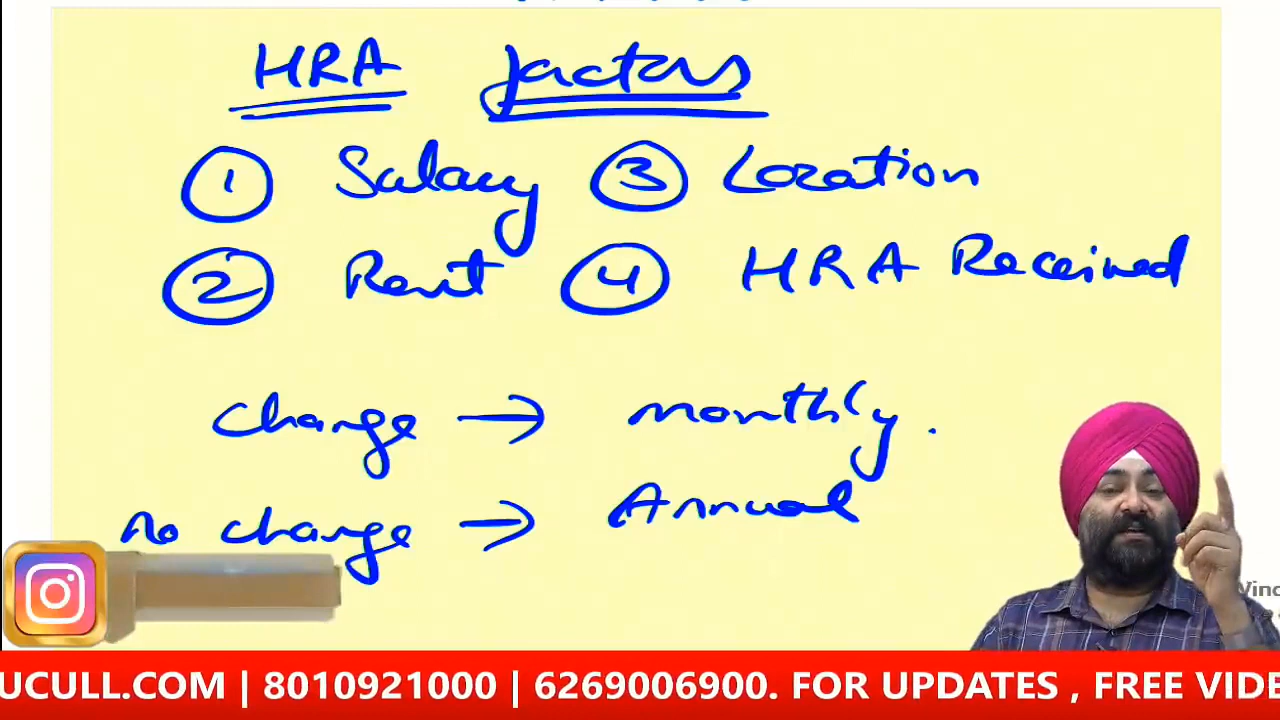 HRA factors
① Salary ③ Location
② Rent ④ HRA Received
change → monthly.
no change → Annual
UCULL.COM | 8010921000 | 6269006900. FOR UPDATES , FREE VIDE